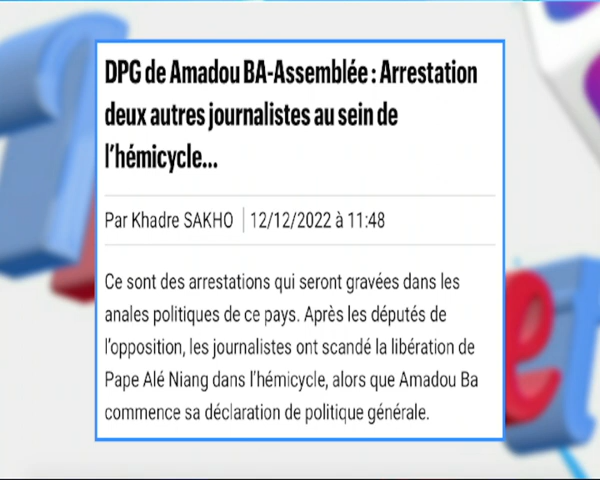 DPG de Amadou BA-Assemblée : Arrestation
deux autres journalistes au sein de
l'hémicycle...
Par Khadre SAKHO | 12/12/2022 à 11:48
Ce sont des arrestations qui seront gravées dans les
anales politiques de ce pays. Après les députés de
l'opposition, les journalistes ont scandé la libération de
Pape Alé Niang dans l'hémicycle, alors que Amadou Ba
commence sa déclaration de politique générale.